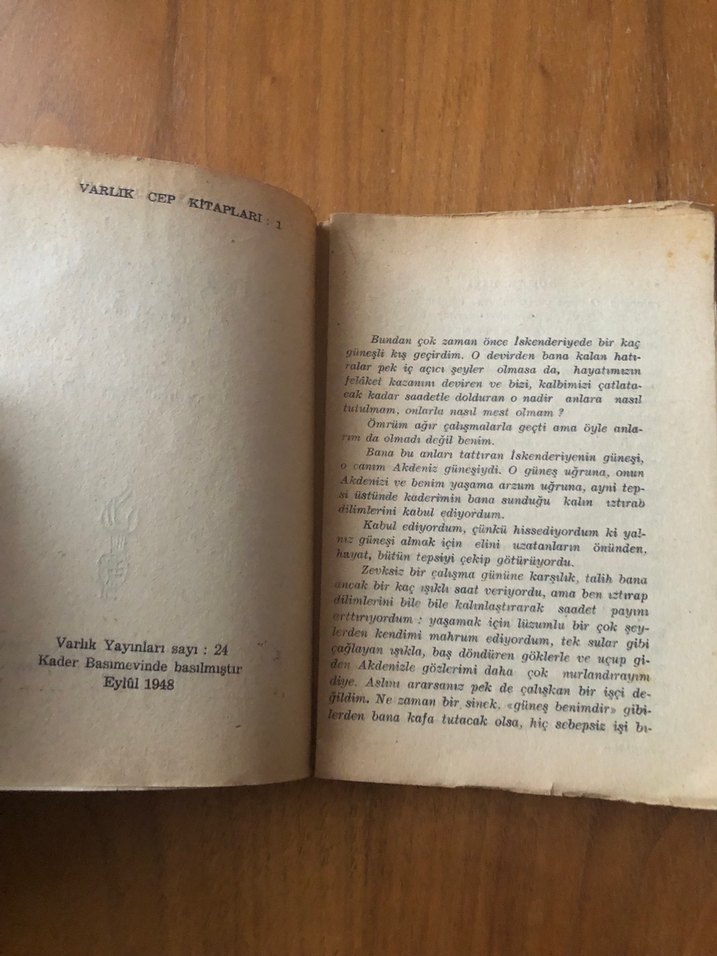 VARLIK CEP KİTAPLARI : 1
Varlık Yayınları sayı : 24
Kader Basımevinde basılmıştır
Eylûl 1948
Bundan çok zaman önce İskenderiyede bir kaç
güneşli kış geçirdim. O devirden bana kalan hatı-
ralar pek iç açıcı şeyler olmasa da, hayatımızın
felâket kazanını deviren ve bizi, kalbimizi çatlata-
cak kadar saadetle dolduran o nadir anlara nasıl
tutulmam, onlarla nasıl mest olmam ?
Ömrüm ağır çalışmalarla geçti ama öyle anla-
rım da olmadı değil benim.
Bana bu anları tattıran İskenderiyenin güneşi,
o canım Akdeniz güneşiydi. O güneş uğruna, onun
Akdenizi ve benim yaşama arzum uğruna, ayni tep-
si üstünde kaderimin bana sunduğu kalın ıztırab
dilimlerini kabul ediyordum.
Kabul ediyordum, çünkü hissediyordum ki yal-
nız güneşi almak için elini uzatanların önünden,
hayat, bütün tepsiyi çekip götürüyordu.
Zevksiz bir çalışma gününe karşılık, talih bana
ancak bir kaç ışıklı saat veriyordu, ama ben ıztırap
dilimlerini bile bile kalınlaştırarak saadet payını
arttırıyordum : yaşamak için lüzumlu bir çok şey-
lerden kendimi mahrum ediyordum, tek sular gibi
çağlayan ışıkla, baş döndüren göklerle ve uçup gi-
den Akdenizle gözlerimi daha çok nurlandırayım
diye. Aslını ararsanız pek de çalışkan bir işçi de-
ğildim. Ne zaman bir sinek, «güneş benimdir» gibi-
lerden bana kafa tutacak olsa, hiç sebepsiz işi bı-